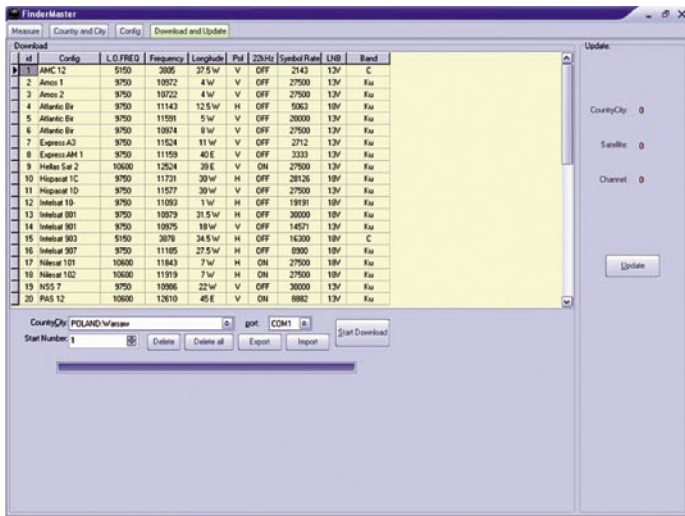 FinderMaster
Measure Country and City Config Download and Update
Download
id Config L.O.FREQ Frequency Longitude Pol 22kHz Symbol Rate LNB Band
1 AMC 12 5150 3805 37.5 W V OFF 2143 13V C
2 Amos 1 9750 10972 4 W V OFF 27500 13V Ku
3 Amos 2 9750 10722 4 W V OFF 27500 13V Ku
4 Atlantic Bir 9750 11143 12.5 W H OFF 5063 18V Ku
5 Atlantic Bir 9750 11591 5 W V OFF 20000 13V Ku
6 Atlantic Bir 9750 10974 8 W V OFF 27500 13V Ku
7 Express A3 9750 11524 11 W V OFF 2712 13V Ku
8 Express AM 1 9750 11159 40 E V OFF 3333 13V Ku
9 Hellas Sat 2 10600 12524 39 E V ON 27500 13V Ku
10 Hispasat 1C 9750 11731 30 W H OFF 28126 18V Ku
11 Hispasat 1D 9750 11577 30 W V OFF 27500 13V Ku
12 Intelsat 10- 9750 11093 1 W H OFF 19191 18V Ku
13 Intelsat 801 9750 10979 31.5 W H OFF 30000 18V Ku
14 Intelsat 901 9750 10975 18 W V OFF 14571 13V Ku
15 Intelsat 903 5150 3878 34.5 W H OFF 16300 18V C
16 Intelsat 907 9750 11185 27.5 W H OFF 8900 18V Ku
17 Nilesat 101 10600 11843 7 W H ON 27500 18V Ku
18 Nilesat 102 10600 11919 7 W H ON 27500 18V Ku
19 NSS 7 9750 10986 22 W V OFF 30000 13V Ku
20 PAS 12 10600 12610 45 E V ON 8882 13V Ku
CountryCity: POLAND:Warsaw port: COM1
Start Number: 1 Delete Delete all Export Import Start Download
Update:
CountryCity: 0
Satellite: 0
Channel: 0
Update